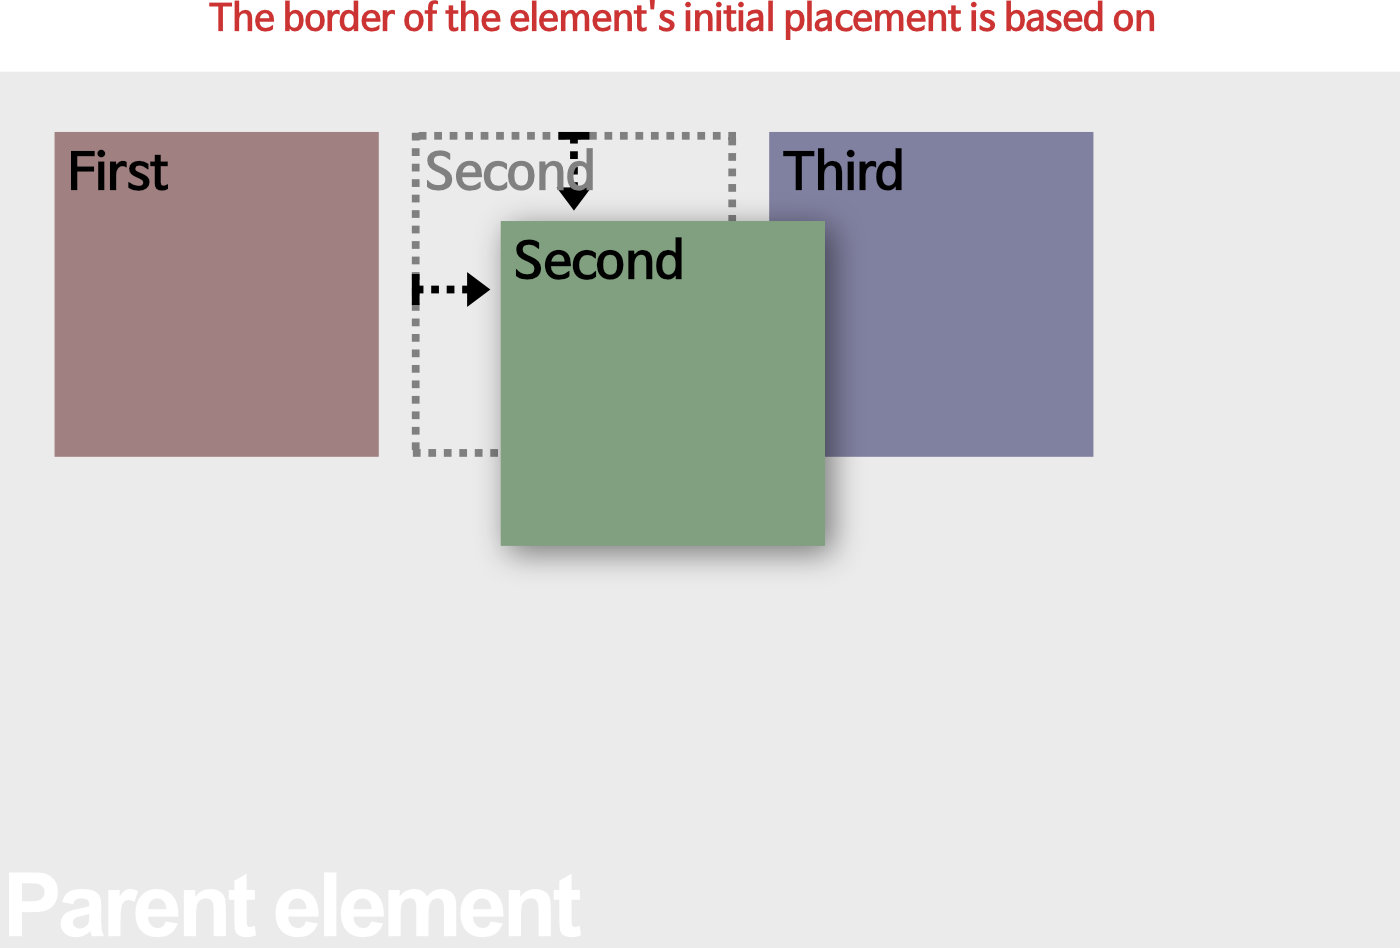 The border of the element's initial placement is based on
First
Second
Third
Second
Parent element